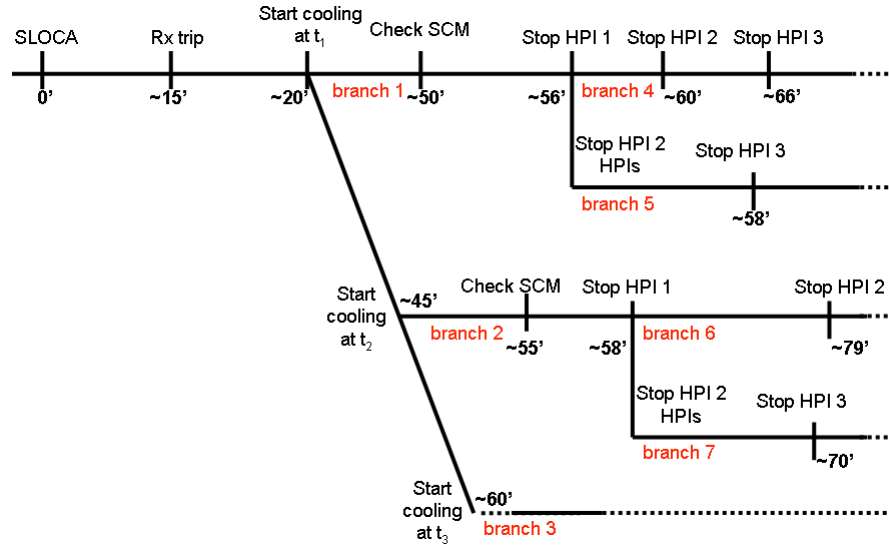 Start cooling
at t1
SLOCA
Rx trip
Check SCM
Stop HPI 1
Stop HPI 2
Stop HPI 3
0’
~15’
~20’
branch 1
~50’
~56’
branch 4
~60’
~66’
Stop HPI 2
HPIs
Stop HPI 3
branch 5
~58’
Start
cooling
at t2
~45’
Check SCM
Stop HPI 1
Stop HPI 2
branch 2
~55’
~58’
branch 6
~79’
Stop HPI 2
HPIs
Stop HPI 3
branch 7
~70’
Start
cooling
at t3
~60’
branch 3